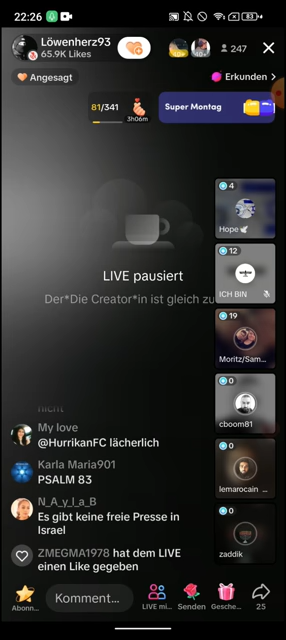 22:26
83
Löwenherz93
65.9K Likes
247
Angesagt
Erkunden
81/341
3h06m
Super Montag
4
Hope
12
ICH BIN
LIVE pausiert
Der*Die Creator*in ist gleich zu
19
Moritz/Sam...
0
cboom81
nicht
My love
@HurrikanFC lächerlich
0
lemarocain ...
Karla Maria901
PSALM 83
N_A_y_l_a_B
Es gibt keine freie Presse in
Israel
0
zaddik
ZMEGMA1978 hat dem LIVE
einen Like gegeben
Abonn...
Komment...
LIVE mi...
Senden
Gesche...
25